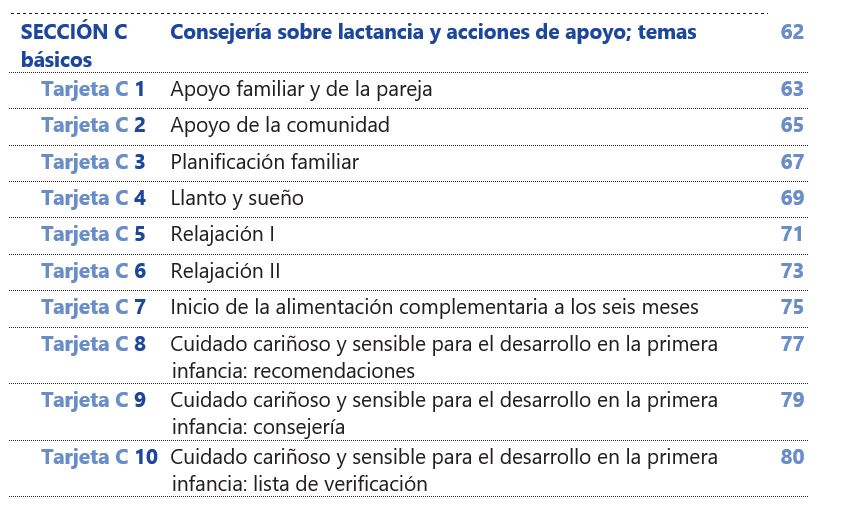 SECCIÓN C Consejería sobre lactancia y acciones de apoyo; temas 62
básicos
Tarjeta C 1 Apoyo familiar y de la pareja 63
Tarjeta C 2 Apoyo de la comunidad 65
Tarjeta C 3 Planificación familiar 67
Tarjeta C 4 Llanto y sueño 69
Tarjeta C 5 Relajación I 71
Tarjeta C 6 Relajación II 73
Tarjeta C 7 Inicio de la alimentación complementaria a los seis meses 75
Tarjeta C 8 Cuidado cariñoso y sensible para el desarrollo en la primera 77
infancia: recomendaciones
Tarjeta C 9 Cuidado cariñoso y sensible para el desarrollo en la primera 79
infancia: consejería
Tarjeta C 10 Cuidado cariñoso y sensible para el desarrollo en la primera 80
infancia: lista de verificación